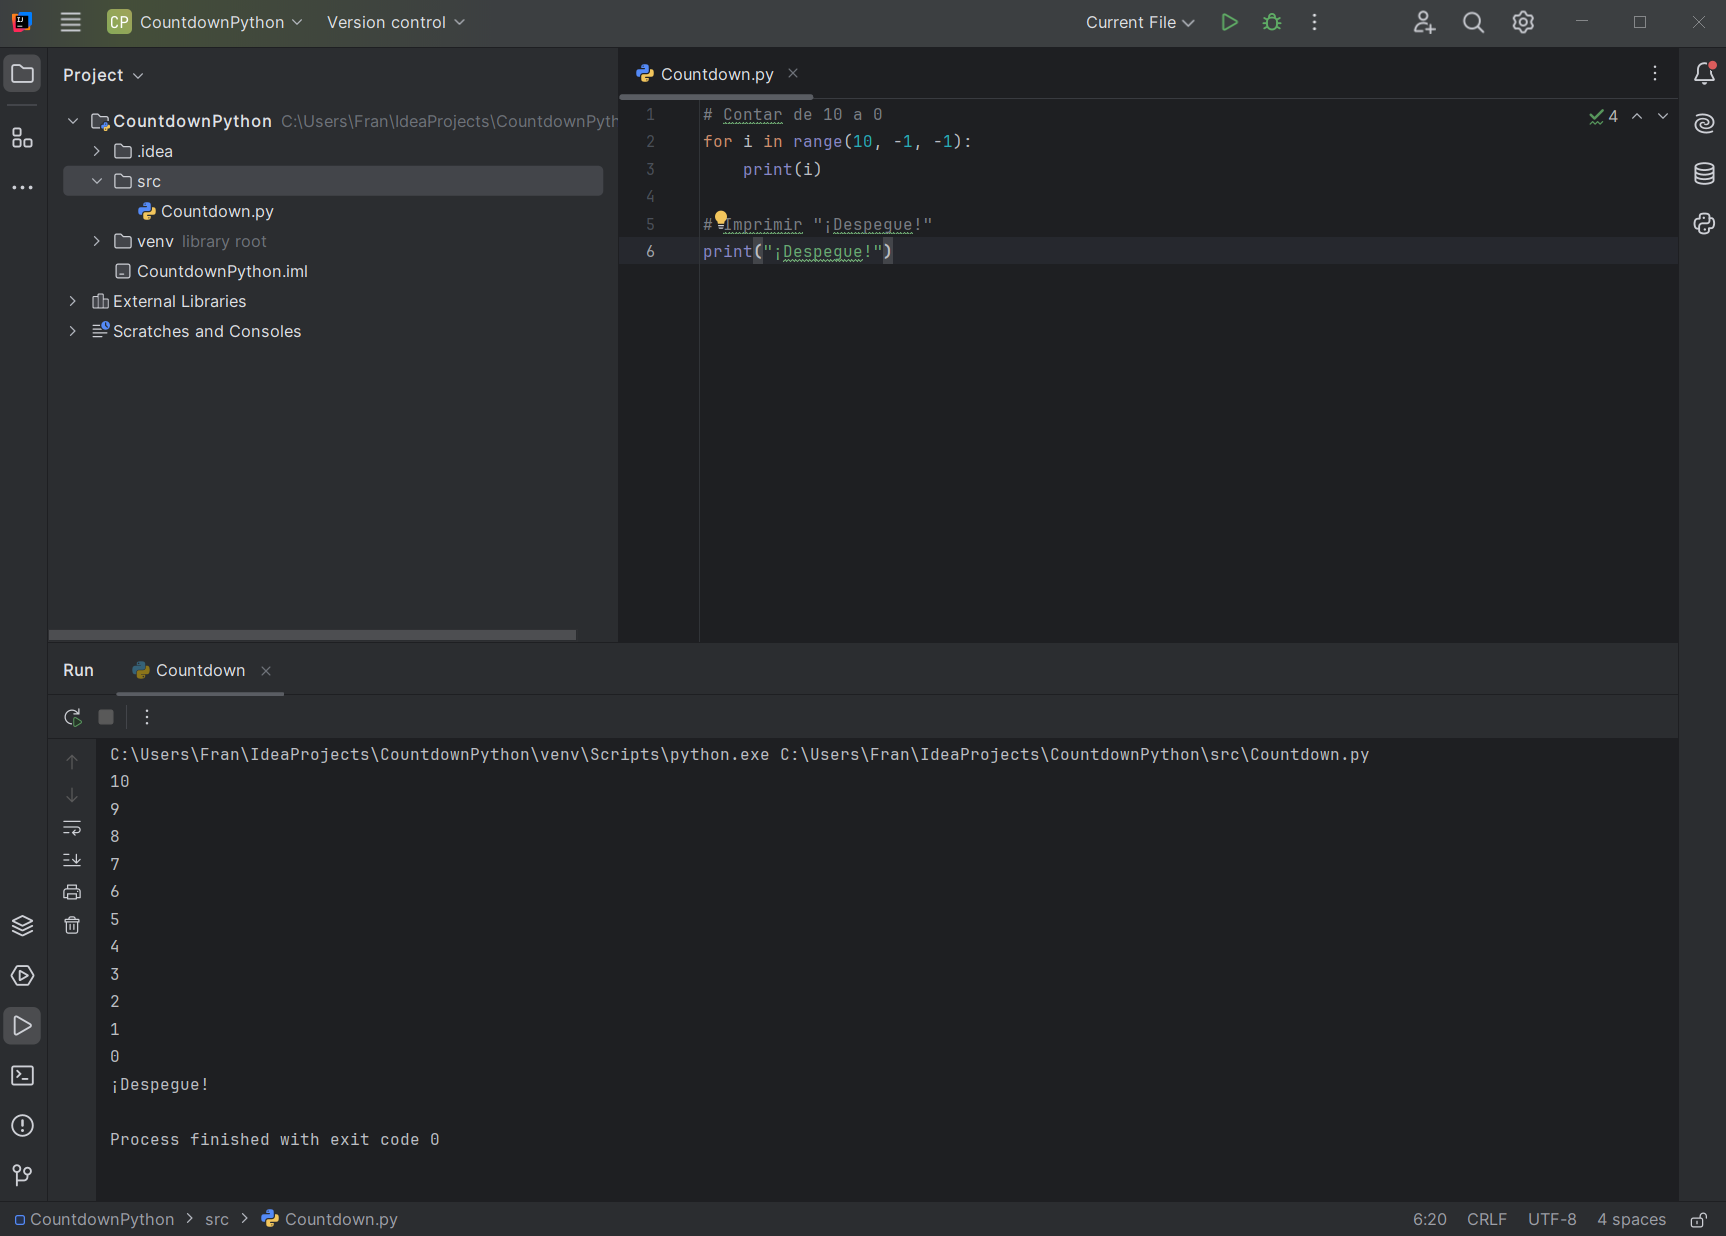 CP CountdownPython Version control Current File
Project
CountdownPython C:\Users\Fran\IdeaProjects\CountdownPyth
.idea
src
Countdown.py
venv library root
CountdownPython.iml
External Libraries
Scratches and Consoles
Countdown.py
1 # Contar de 10 a 0
4
2 for i in range(10, -1, -1):
3 print(i)
4
5 # Imprimir "¡Despegue!"
6 print("¡Despegue!")
Run Countdown
C:\Users\Fran\IdeaProjects\CountdownPython\venv\Scripts\python.exe C:\Users\Fran\IdeaProjects\CountdownPython\src\Countdown.py
10
9
8
7
6
5
4
3
2
1
0
¡Despegue!
Process finished with exit code 0
CountdownPython > src > Countdown.py 6:20 CRLF UTF-8 4 spaces